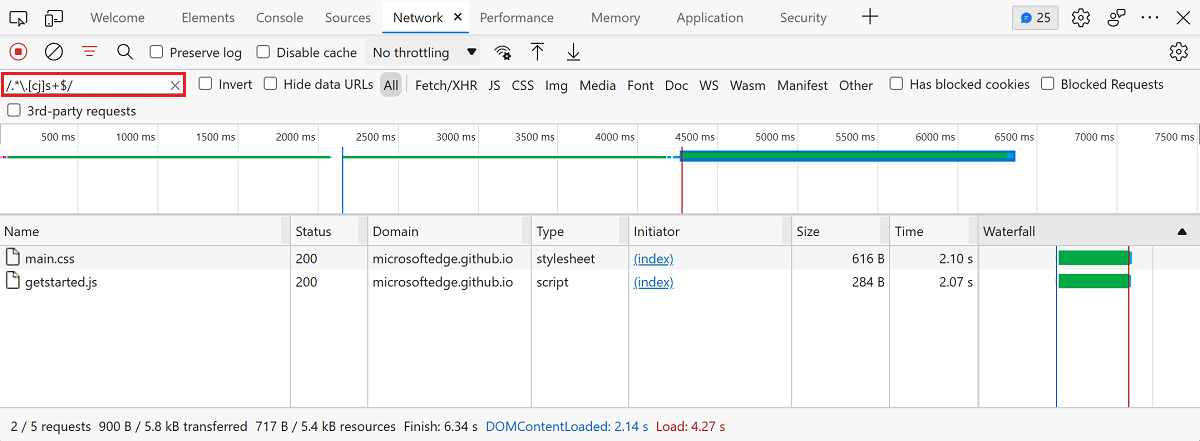 Welcome Elements Console Sources Network Performance Memory Application Security 25
Preserve log Disable cache No throttling
/.*\.[cj]s+$/ Invert Hide data URLs All Fetch/XHR JS CSS Img Media Font Doc WS Wasm Manifest Other Has blocked cookies Blocked Requests
3rd-party requests
500 ms 1000 ms 1500 ms 2000 ms 2500 ms 3000 ms 3500 ms 4000 ms 4500 ms 5000 ms 5500 ms 6000 ms 6500 ms 7000 ms 7500 ms
Name Status Domain Type Initiator Size Time Waterfall
main.css 200 microsoftedge.github.io stylesheet (index) 616 B 2.10 s
getstarted.js 200 microsoftedge.github.io script (index) 284 B 2.07 s
2 / 5 requests 900 B / 5.8 kB transferred 717 B / 5.4 kB resources Finish: 6.34 s DOMContentLoaded: 2.14 s Load: 4.27 s